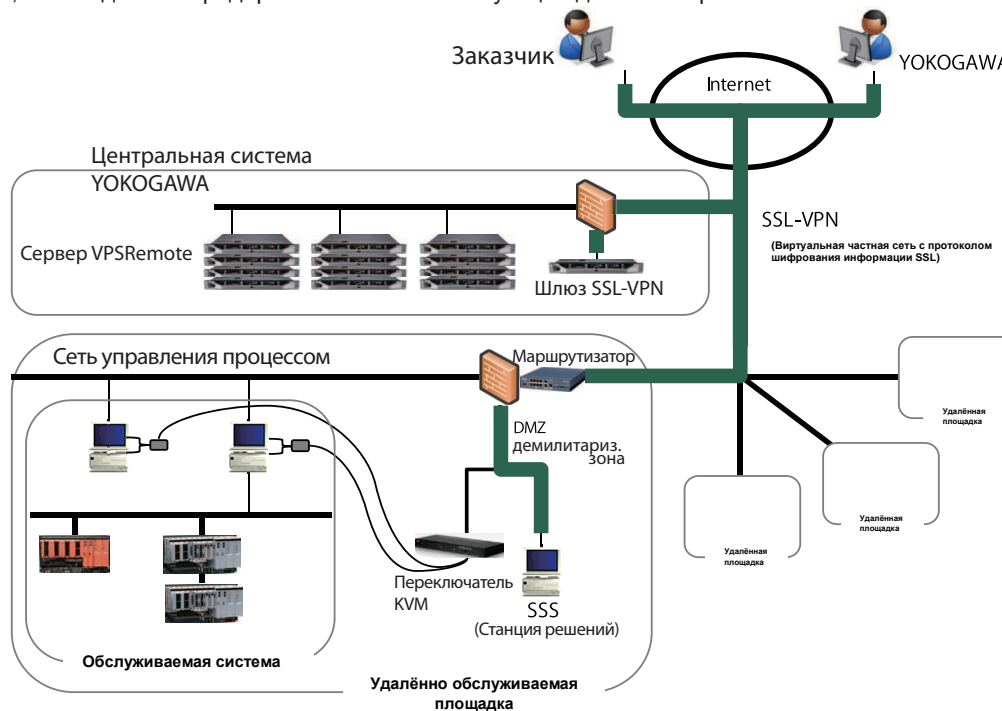 Заказчик
YOKOGAWA
Internet
Центральная система
YOKOGAWA
Сервер VPSRemote
Шлюз SSL-VPN
SSL-VPN
(Виртуальная частная сеть с протоколом
шифрования информации SSL)
Сеть управления процессом
Маршрутизатор
DMZ
демилитариз.
зона
Удалённая
площадка
Удалённая
площадка
Удалённая
площадка
Переключатель
KVM
SSS
(Станция решений)
Обслуживаемая система
Удалённо обслуживаемая
площадка